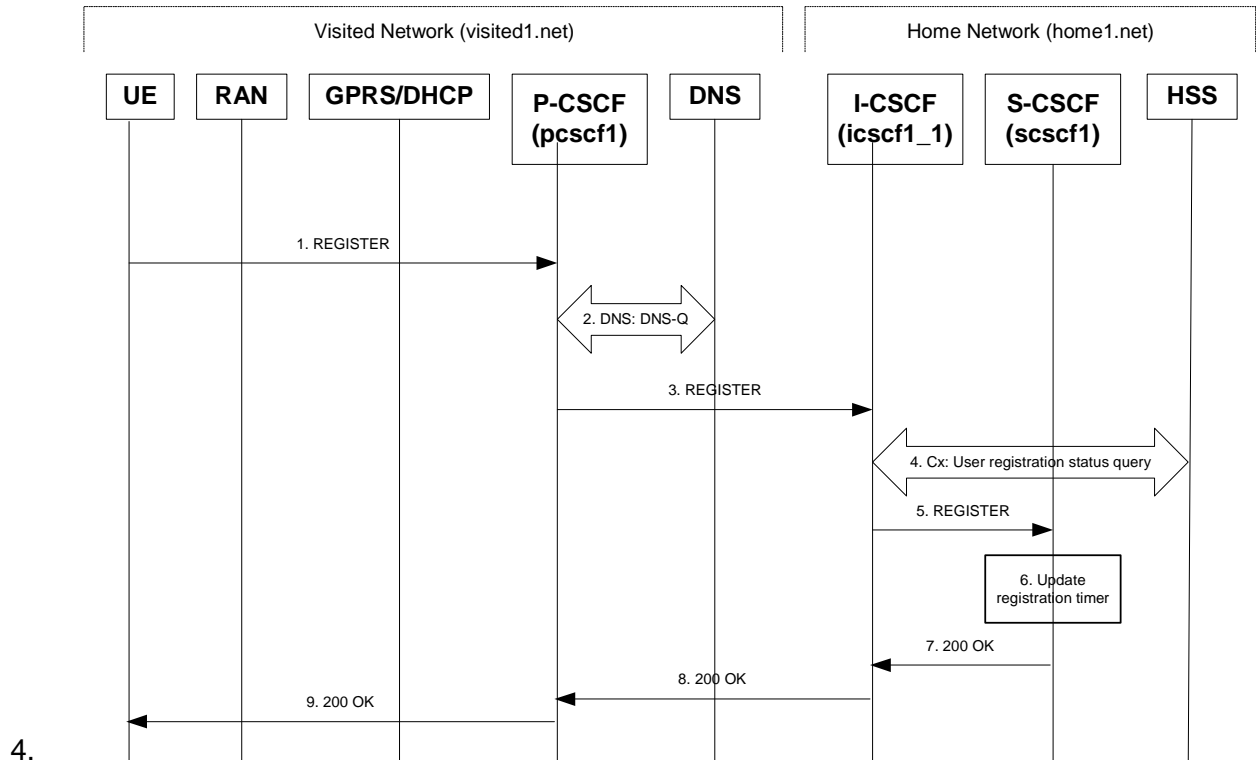 Visited Network (visited1.net)
Home Network (home1.net)
UE
RAN
GPRS/DHCP
P-CSCF
(pcscf1)
DNS
I-CSCF
(icscf1_1)
S-CSCF
(scscf1)
HSS
1. REGISTER
2. DNS: DNS-Q
3. REGISTER
4. Cx: User registration status query
5. REGISTER
6. Update
registration timer
7. 200 OK
8. 200 OK
9. 200 OK
4.